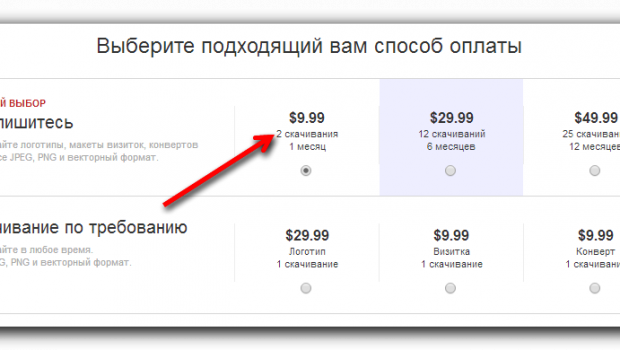 Выберите подходящий вам способ оплаты
Й ВЫБОР
пишитесь
айте логотипы, макеты визиток, конвертов
се JPEG, PNG и векторный формат.
$9.99
2 скачивания
1 месяц
$29.99
12 скачиваний
6 месяцев
$49.99
25 скачивани
12 месяцев
ивание по требованию
айте в любое время.
G, PNG и векторный формат.
$29.99
Логотип
1 скачивание
$9.99
Визитка
1 скачивание
$9.99
Конверт
1 скачивани